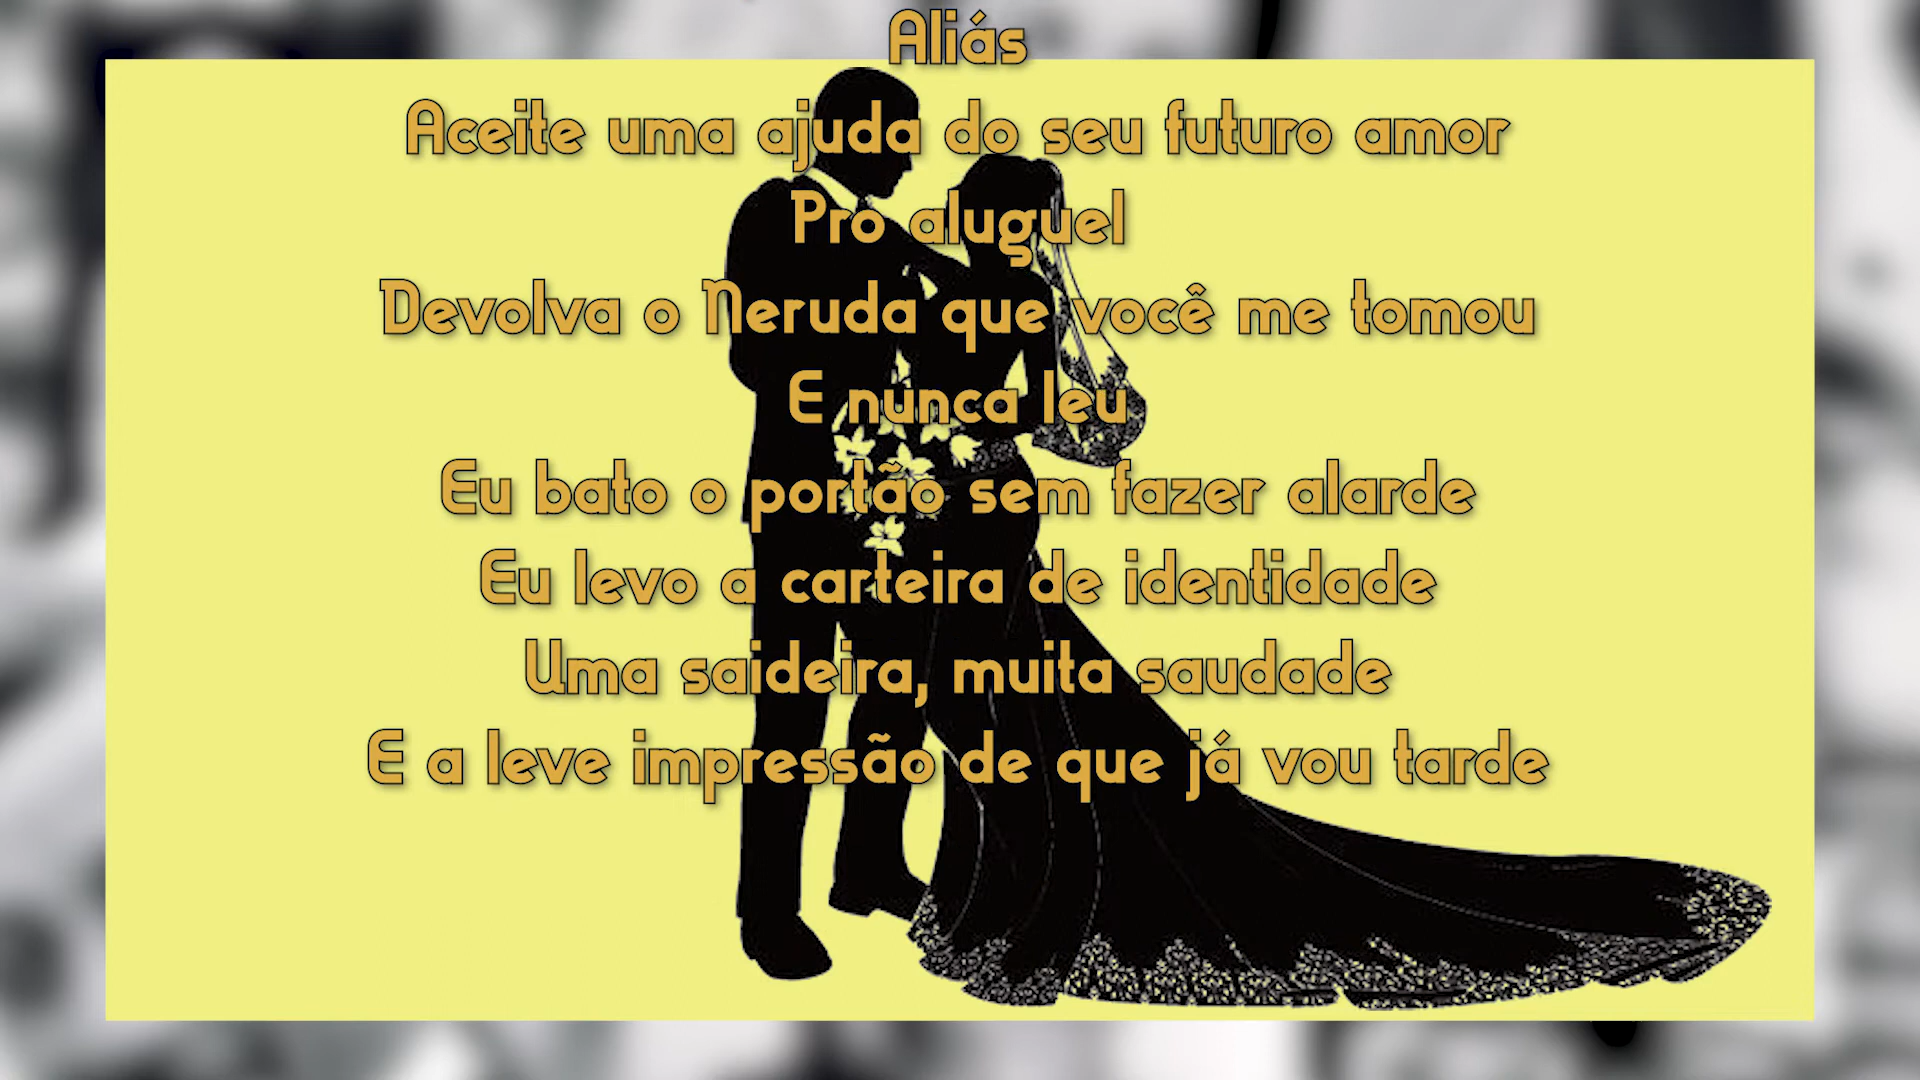 Aliás
Aceite uma ajuda do seu futuro amor
Pro aluguel
Devolva o Neruda que você me tomou
E nunca leu
Eu bato o portão sem fazer alarde
Eu levo a carteira de identidade
Uma saideira, muita saudade
E a leve impressão de que já vou tarde